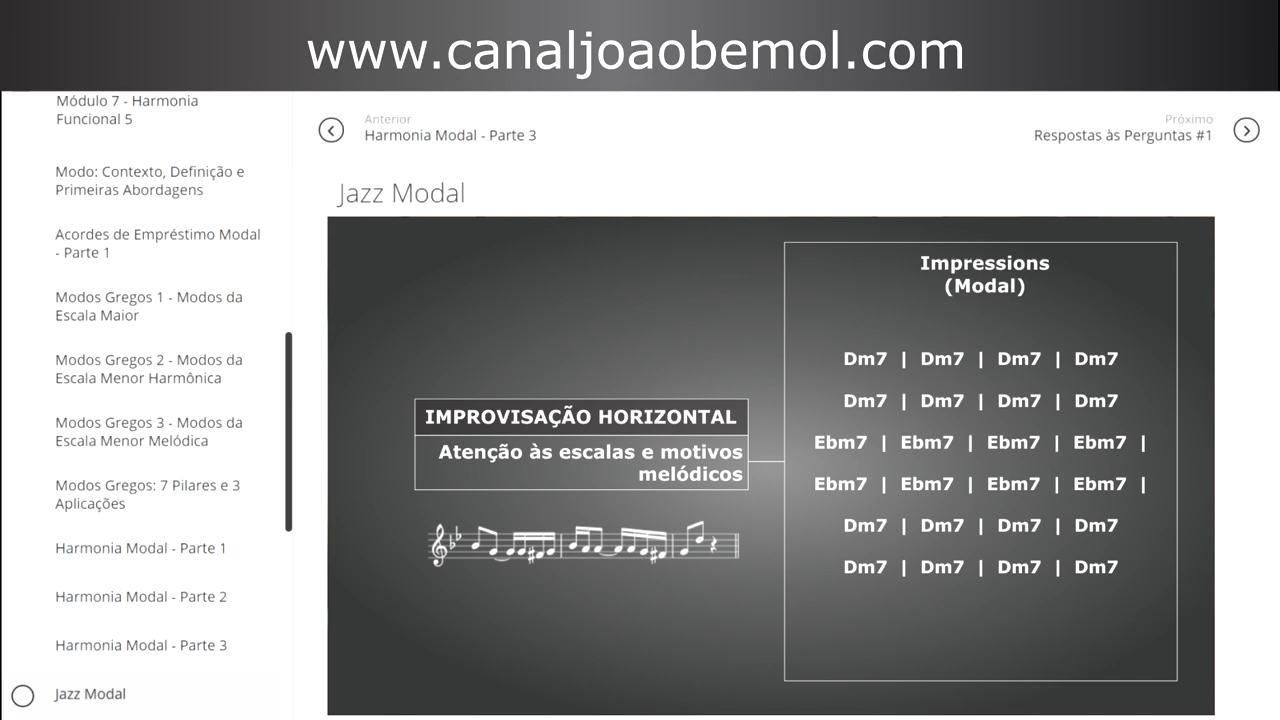 www.canaljoaobemol.com
Módulo 7 - Harmonia
Funcional 5
Modo: Contexto, Definição e
Primeiras Abordagens
Acordes de Empréstimo Modal
- Parte 1
Modos Gregos 1 - Modos da
Escala Maior
Modos Gregos 2 - Modos da
Escala Menor Harmônica
Modos Gregos 3 - Modos da
Escala Menor Melódica
Modos Gregos: 7 Pilares e 3
Aplicações
Harmonia Modal - Parte 1
Harmonia Modal - Parte 2
Harmonia Modal - Parte 3
Jazz Modal
Anterior
Harmonia Modal - Parte 3
Próximo
Respostas às Perguntas #1
Jazz Modal
IMPROVISAÇÃO HORIZONTAL
Atenção às escalas e motivos
melódicos
Impressions
(Modal)
Dm7 | Dm7 | Dm7 | Dm7
Dm7 | Dm7 | Dm7 | Dm7
Ebm7 | Ebm7 | Ebm7 | Ebm7 |
Ebm7 | Ebm7 | Ebm7 | Ebm7 |
Dm7 | Dm7 | Dm7 | Dm7
Dm7 | Dm7 | Dm7 | Dm7